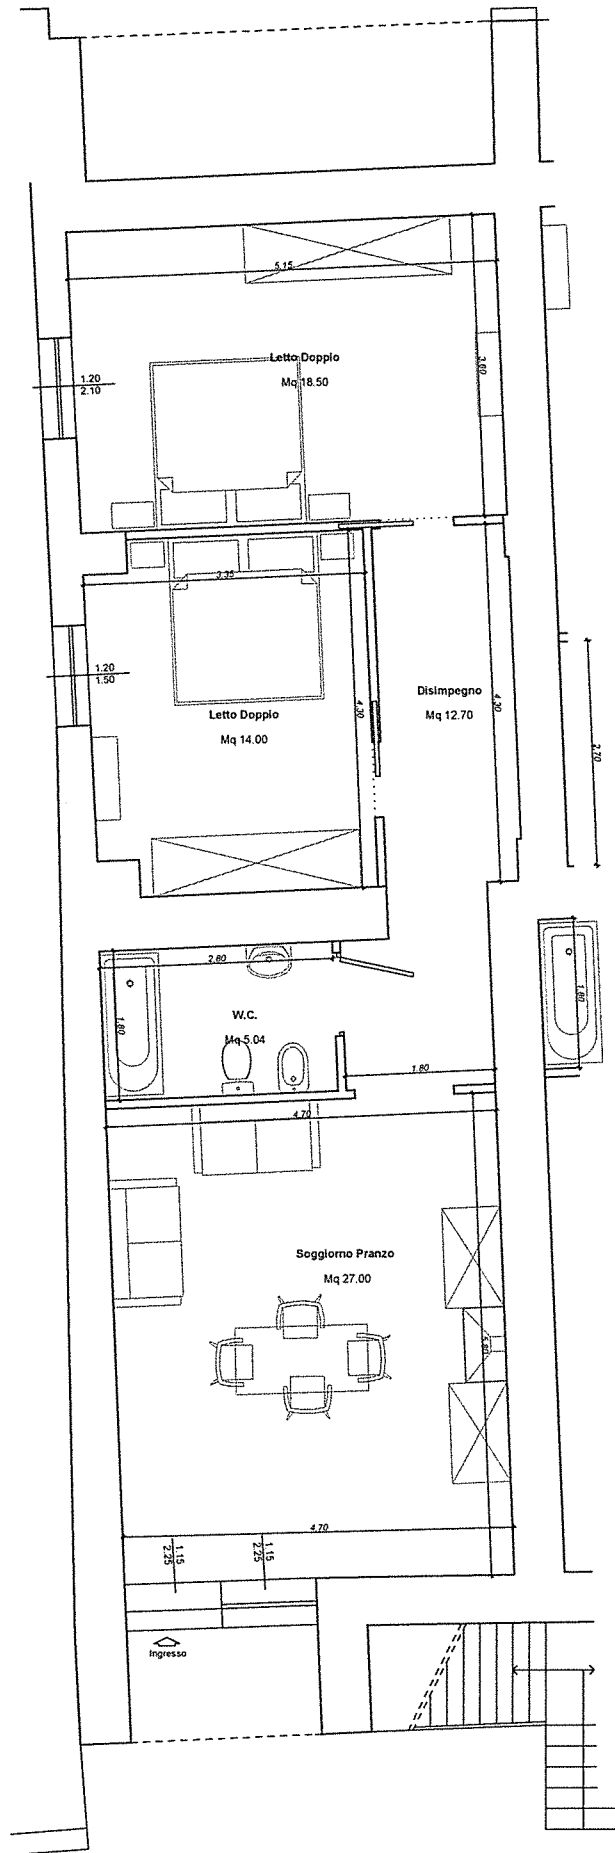 5.15
Letto Doppio
Mq 18.50
3.60
1.20
2.10
3.35
1.20
1.50
Letto Doppio
Mq 14.00
4.30
Disimpegno
Mq 12.70
4.30
2.70
2.80
W.C.
Mq 5.04
1.80
1.80
1.80
4.70
Soggiorno Pranzo
Mq 27.00
5.80
4.70
1.15
2.25
1.15
2.25
Ingresso